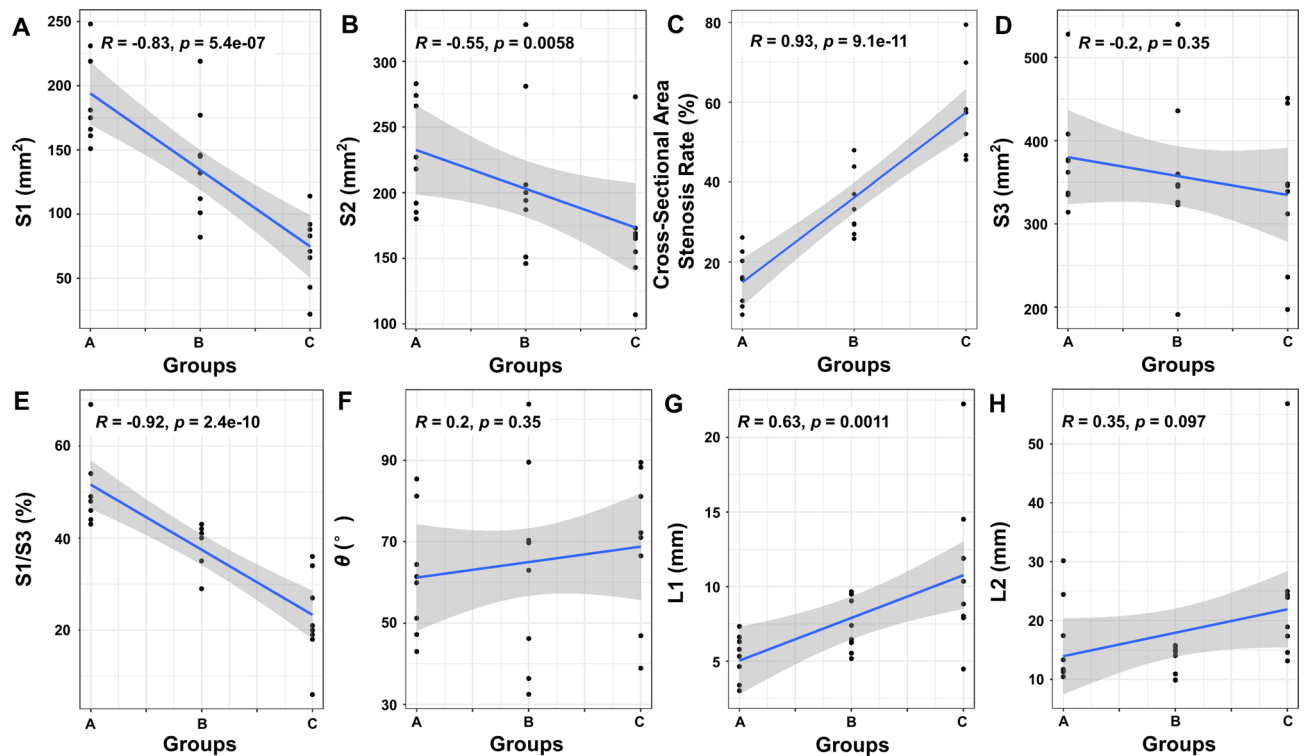 A
R = -0.83, p = 5.4e-07
S1 (mm²)
250
200
150
100
50
A B C
Groups
B
R = -0.55, p = 0.0058
S2 (mm²)
300
250
200
150
100
A B C
Groups
C
R = 0.93, p = 9.1e-11
Cross-Sectional Area
Stenosis Rate (%)
80
60
40
20
A B C
Groups
D
R = -0.2, p = 0.35
S3 (mm²)
500
400
300
200
A B C
Groups
E
R = -0.92, p = 2.4e-10
S1/S3 (%)
60
40
20
A B C
Groups
F
R = 0.2, p = 0.35
θ (°)
90
70
50
30
A B C
Groups
G
R = 0.63, p = 0.0011
L1 (mm)
20
15
10
5
A B C
Groups
H
R = 0.35, p = 0.097
L2 (mm)
50
40
30
20
10
A B C
Groups